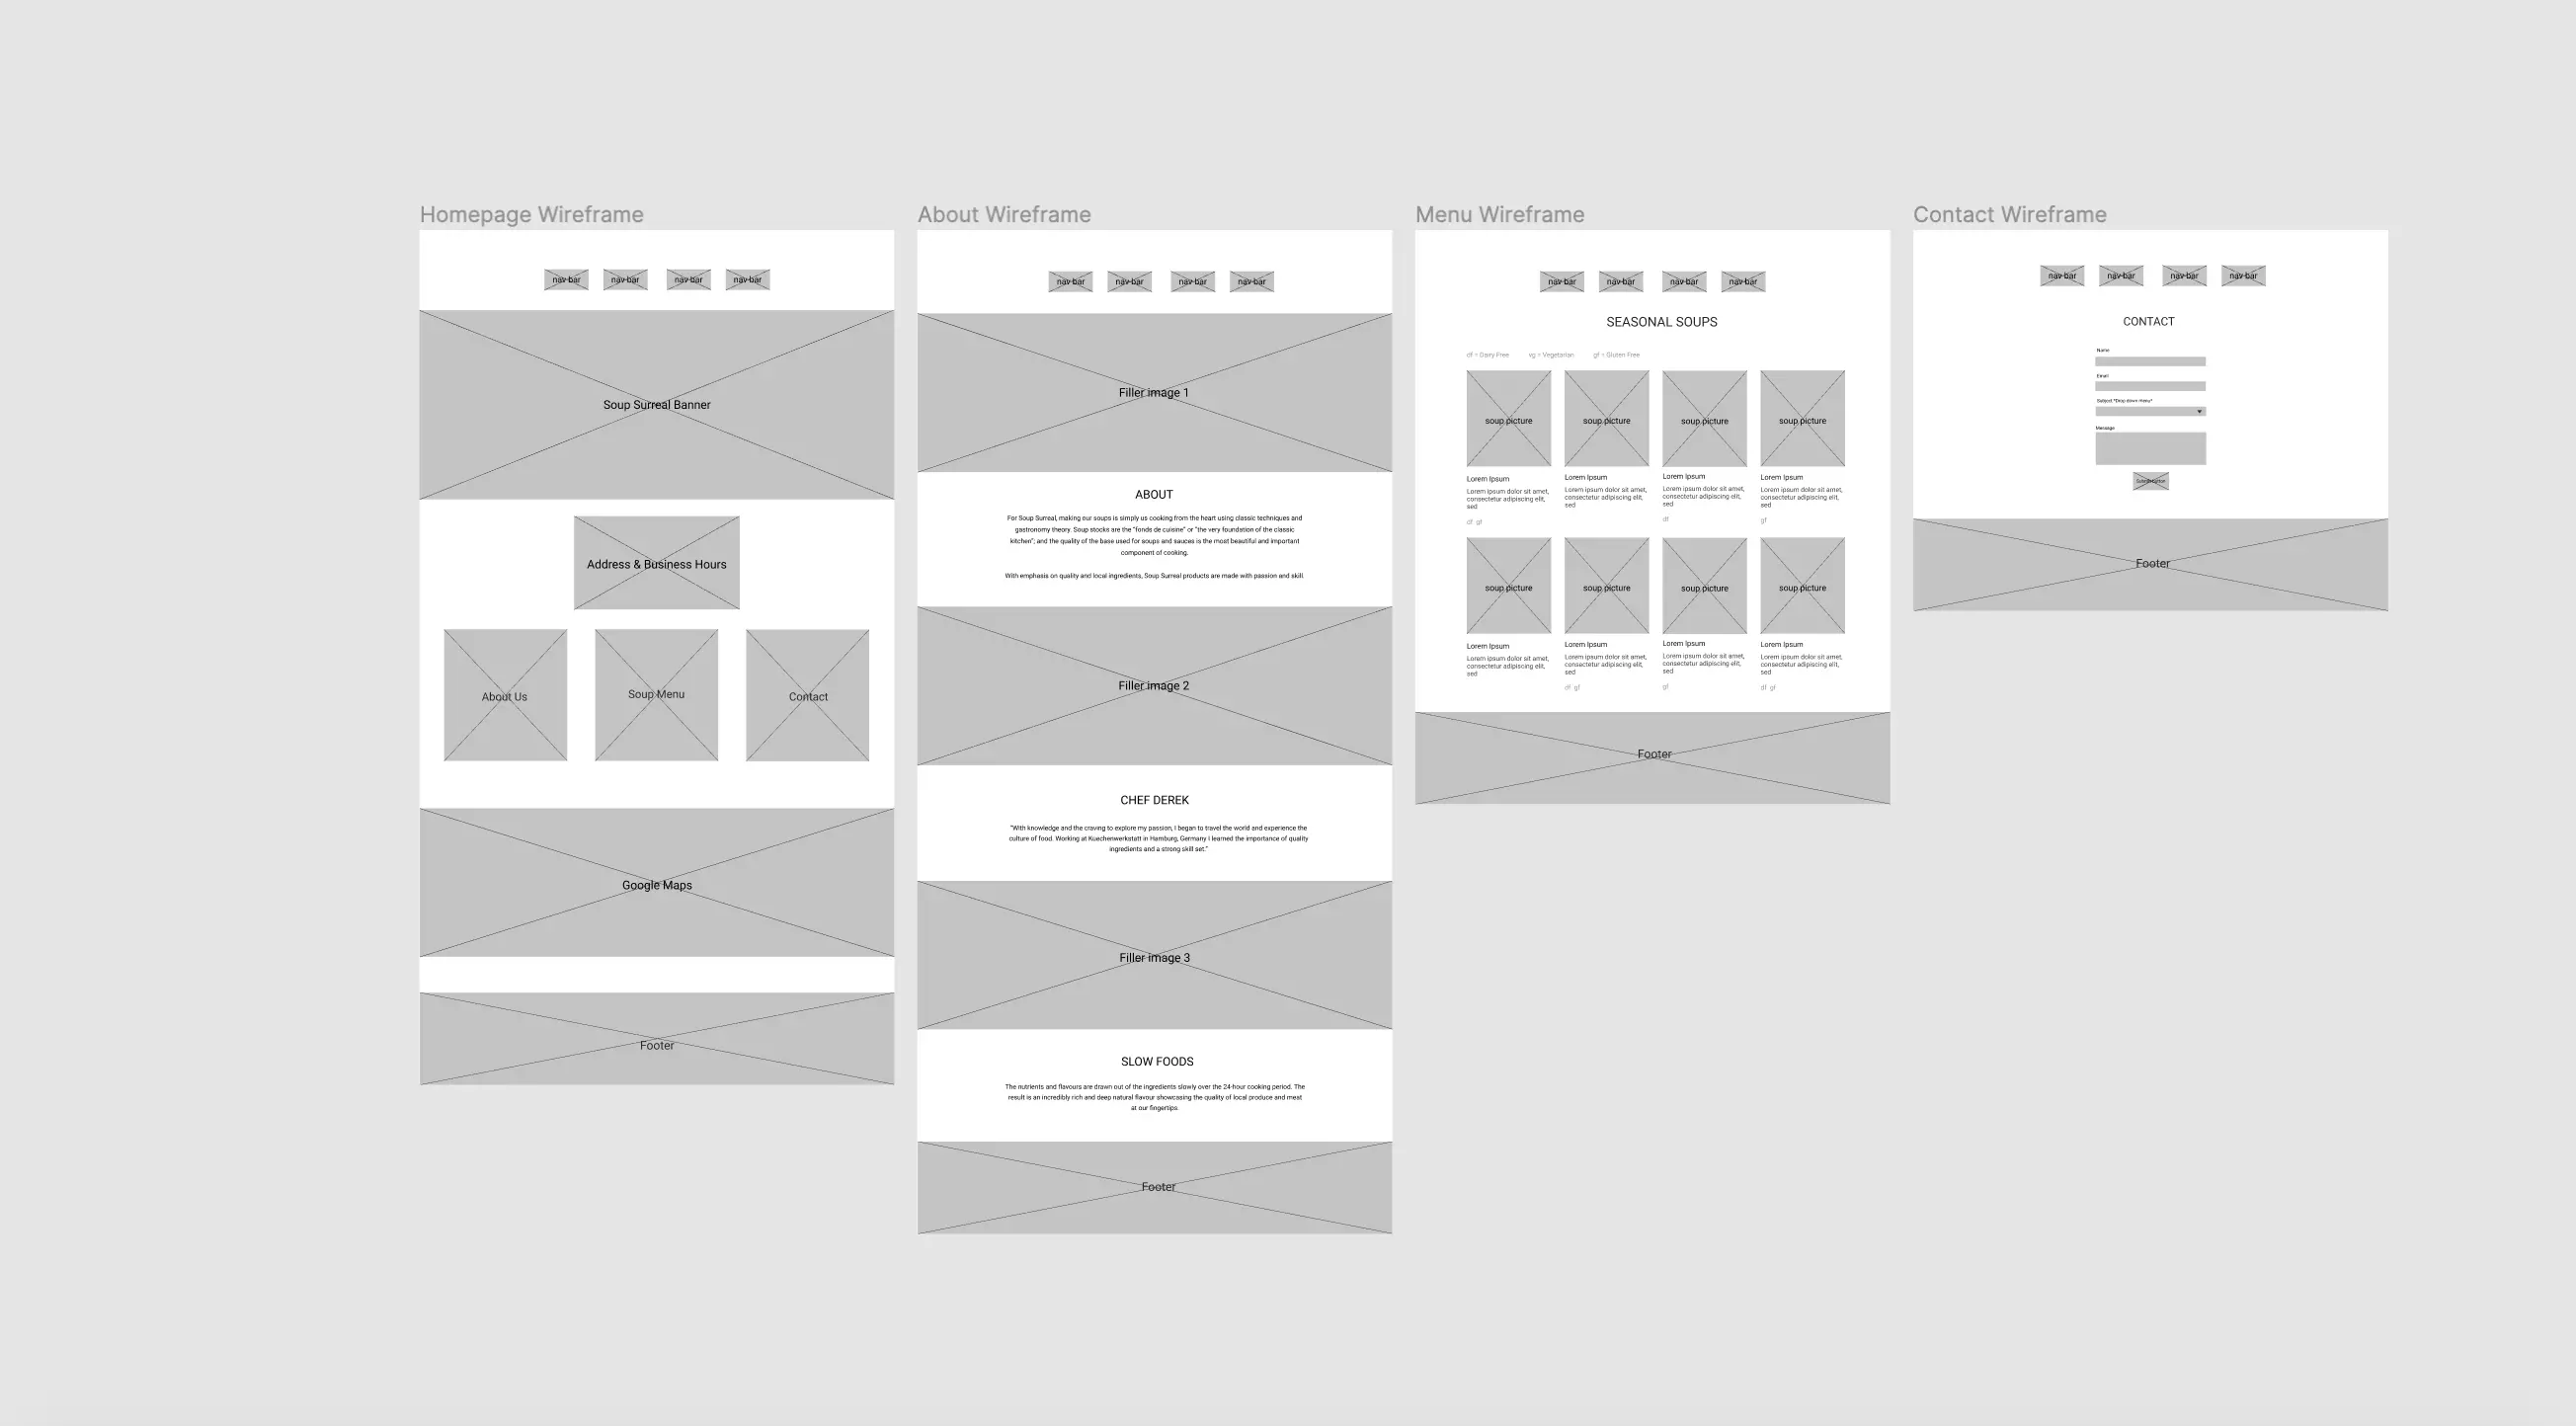 Homepage Wireframe
nav bar nav bar nav bar nav bar
Soup Surreal Banner
Address & Business Hours
About Us
Soup Menu
Contact
Google Maps
Footer
About Wireframe
nav bar nav bar nav bar nav bar
Filler image 1
ABOUT
For Soup Surreal, making our soups is simply us cooking from the heart using classic techniques and
gastronomy theory. Soup stocks are the "fonds de cuisine" or "the very foundation of the classic
kitchen"; and the quality of the base used for soups and sauces is the most beautiful and important
component of cooking.
With emphasis on quality and local ingredients, Soup Surreal products are made with passion and skill.
Filler image 2
CHEF DEREK
"With knowledge and the craving to explore my passion, I began to travel the world and experience the
culture of food. Working at Kuechenwerkstatt in Hamburg, Germany I learned the importance of quality
ingredients and a strong skill set."
Filler image 3
SLOW FOODS
The nutrients and flavours are drawn out of the ingredients slowly over the 24-hour cooking period. The
result is an incredibly rich and deep natural flavour showcasing the quality of local produce and meat
at our fingertips.
Footer
Menu Wireframe
nav bar nav bar nav bar nav bar
SEASONAL SOUPS
df = Dairy Free vg = Vegetarian gf = Gluten Free
soup picture
Lorem Ipsum
Lorem ipsum dolor sit amet,
consectetur adipiscing elit,
sed
df gf
soup picture
Lorem Ipsum
Lorem ipsum dolor sit amet,
consectetur adipiscing elit,
sed
soup picture
Lorem Ipsum
Lorem ipsum dolor sit amet,
consectetur adipiscing elit,
sed
df
soup picture
Lorem Ipsum
Lorem ipsum dolor sit amet,
consectetur adipiscing elit,
sed
gf
soup picture
Lorem Ipsum
Lorem ipsum dolor sit amet,
consectetur adipiscing elit,
sed
soup picture
Lorem Ipsum
Lorem ipsum dolor sit amet,
consectetur adipiscing elit,
sed
df gf
soup picture
Lorem Ipsum
Lorem ipsum dolor sit amet,
consectetur adipiscing elit,
sed
gf
soup picture
Lorem Ipsum
Lorem ipsum dolor sit amet,
consectetur adipiscing elit,
sed
df gf
Footer
Contact Wireframe
nav bar nav bar nav bar nav bar
CONTACT
Name
Email
Subject *Drop down menu*
Message
Footer